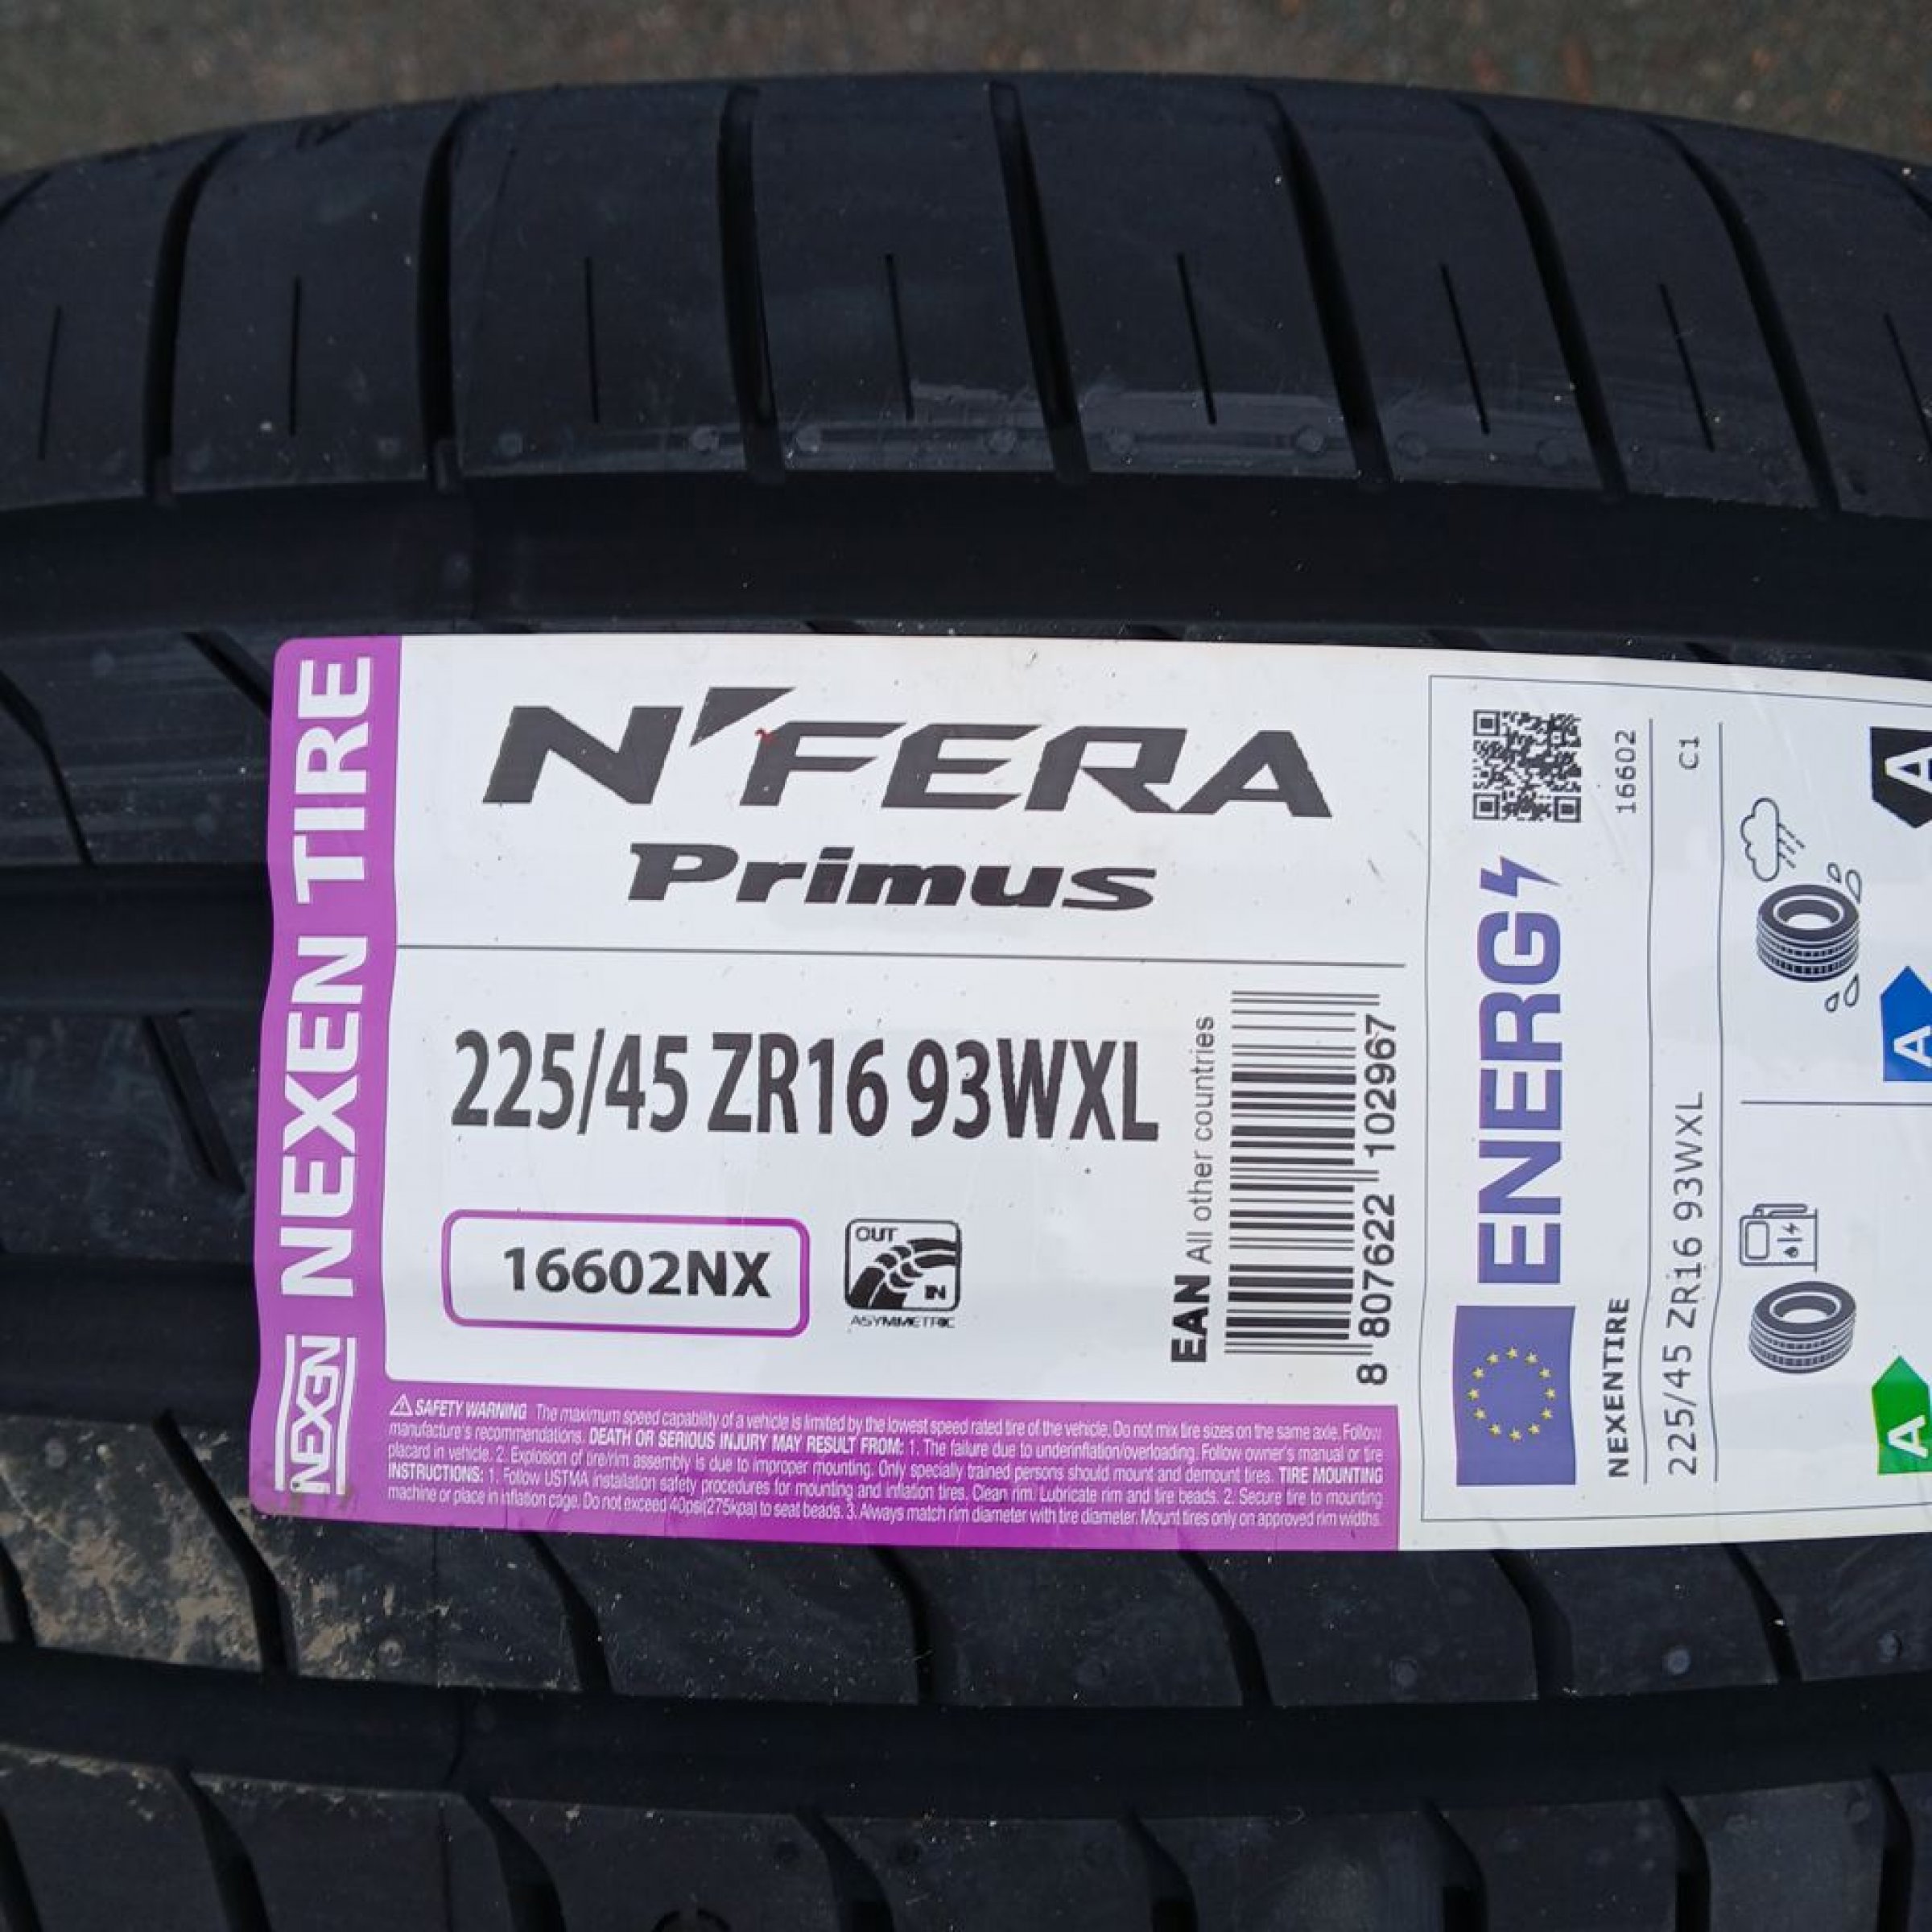 NEXEN TIRE
NEXEN
N'FERA
Primus
225/45 ZR16 93WXL
16602NX
OUT
IN
ASYMMETRIC
EAN All other countries
8 807622 102967
SAFETY WARNING The maximum speed capability of a vehicle is limited by the lowest speed rated tire of the vehicle. Do not mix tire sizes on the same axle. Follow
manufacture's recommendations. DEATH OR SERIOUS INJURY MAY RESULT FROM: 1. The failure due to underinflation/overloading. Follow owner's manual or tire
placard in vehicle. 2. Explosion of tire/rim assembly is due to improper mounting. Only specially trained persons should mount and demount tires. TIRE MOUNTING
INSTRUCTIONS: 1. Follow USTMA installation safety procedures for mounting and inflation tires. Clean rim. Lubricate rim and tire beads. 2. Secure tire to mounting
machine or place in inflation cage. Do not exceed 40psi(275kpa) to seat beads. 3. Always match rim diameter with tire diameter. Mount tires only on approved rim widths.
ENERG
NEXENTIRE
16602
225/45 ZR16 93WXL
C1
A
A
A